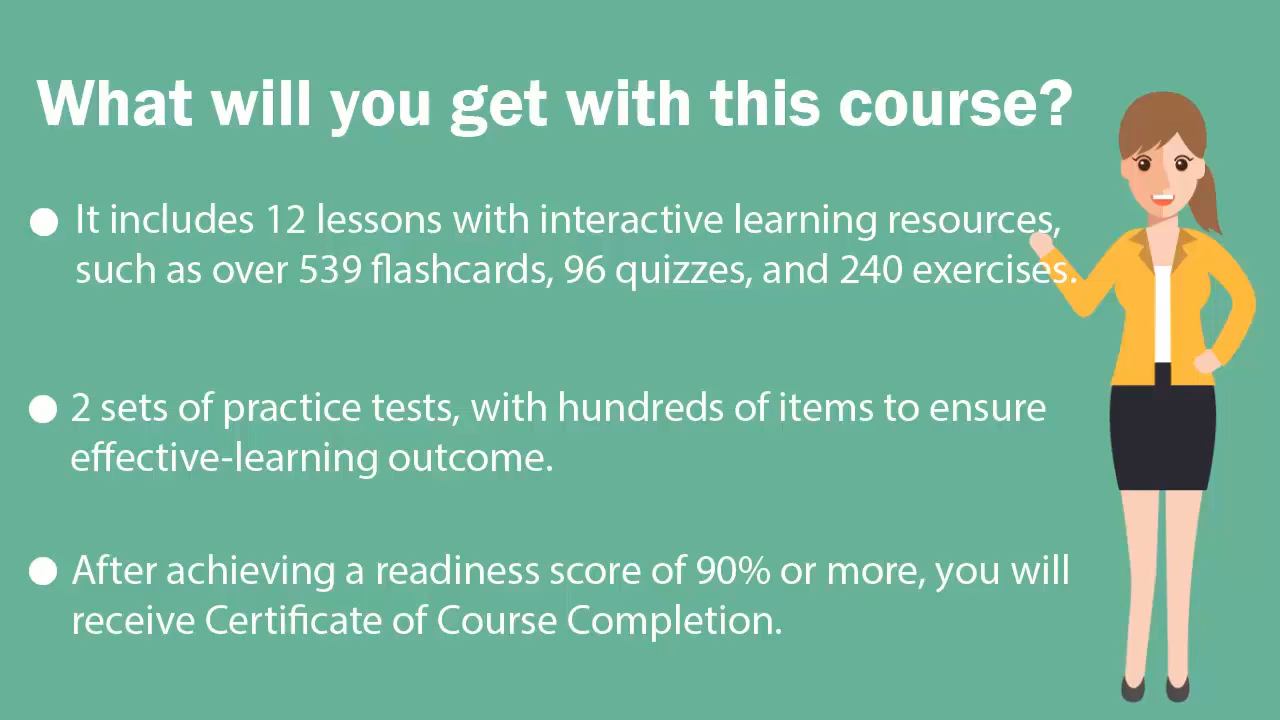 What will you get with this course?
It includes 12 lessons with interactive learning resources,
such as over 539 flashcards, 96 quizzes, and 240 exercises.
2 sets of practice tests, with hundreds of items to ensure
effective-learning outcome.
After achieving a readiness score of 90% or more, you will
receive Certificate of Course Completion.